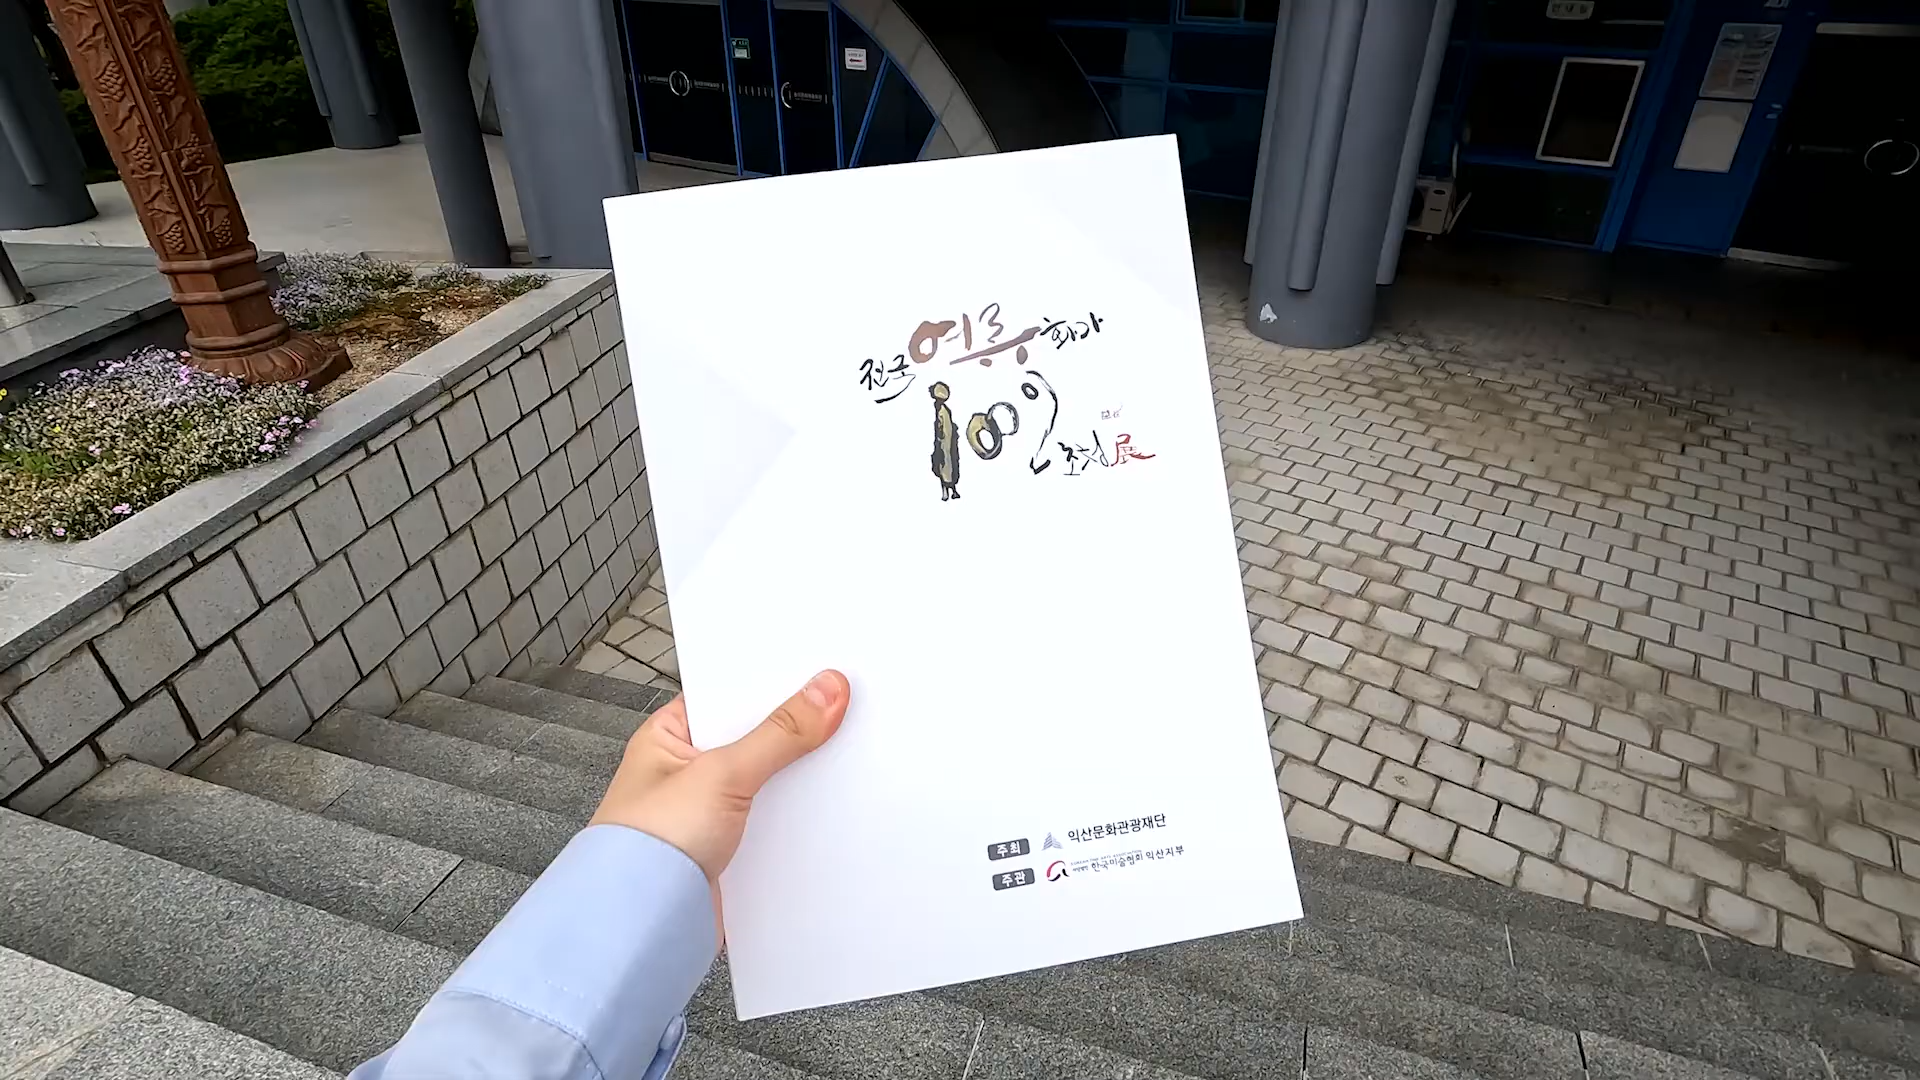 전국 여류 화가
100인
초청展
주최 익산문화관광재단
주관 한국미술협회 익산지부